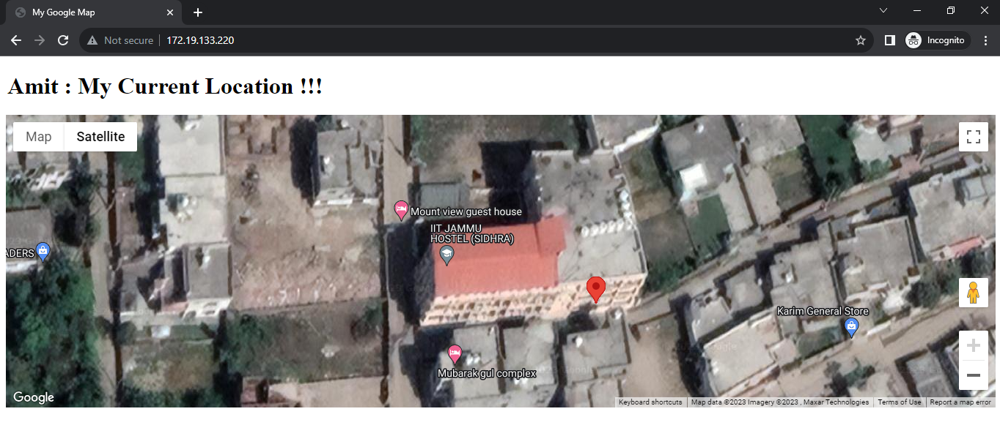 My Google Map
Not secure
172.19.133.220
Incognito
Amit : My Current Location !!!
Map
Satellite
Mount view guest house
IIT JAMMU
HOSTEL (SIDHRA)
ADERS
Karim General Store
Mubarak gul complex
Google
Keyboard shortcuts
Map data ©2023 Imagery ©2023 , Maxar Technologies
Terms of Use
Report a map error